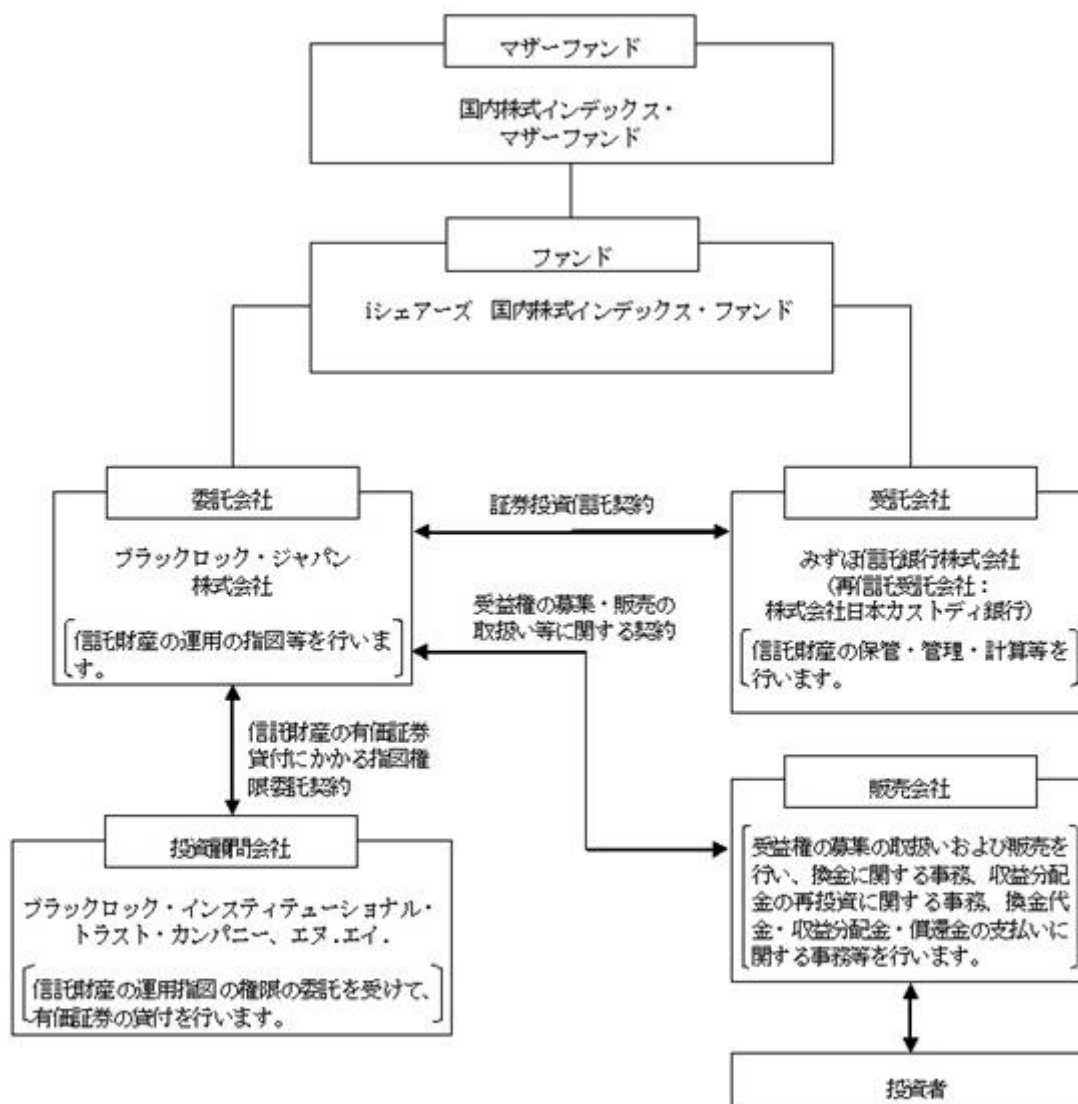 マザーファンド
国内株式インデックス・
マザーファンド
ファンド
iシェアーズ 国内株式インデックス・ファンド
委託会社
ブラックロック・ジャパン
株式会社
信託財産の運用の指図等を行いま
す。
証券投資信託契約
受益権の募集・販売の
取扱い等に関する契約
受託会社
みずほ信託銀行株式会社
（再信託受託会社：
株式会社日本カストディ銀行）
信託財産の保管・管理・計算等を
行います。
信託財産の有価証券
貸付にかかる指図権
限委託契約
投資顧問会社
ブラックロック・インスティテューショナル・
トラスト・カンパニー、エヌ.エイ.
信託財産の運用指図の権限の委託を受けて、
有価証券の貸付を行います。
販売会社
受益権の募集の取扱いおよび販売を
行い、換金に関する事務、収益分配
金の再投資に関する事務、換金代
金・収益分配金・償還金の支払いに
関する事務等を行います。
投資者